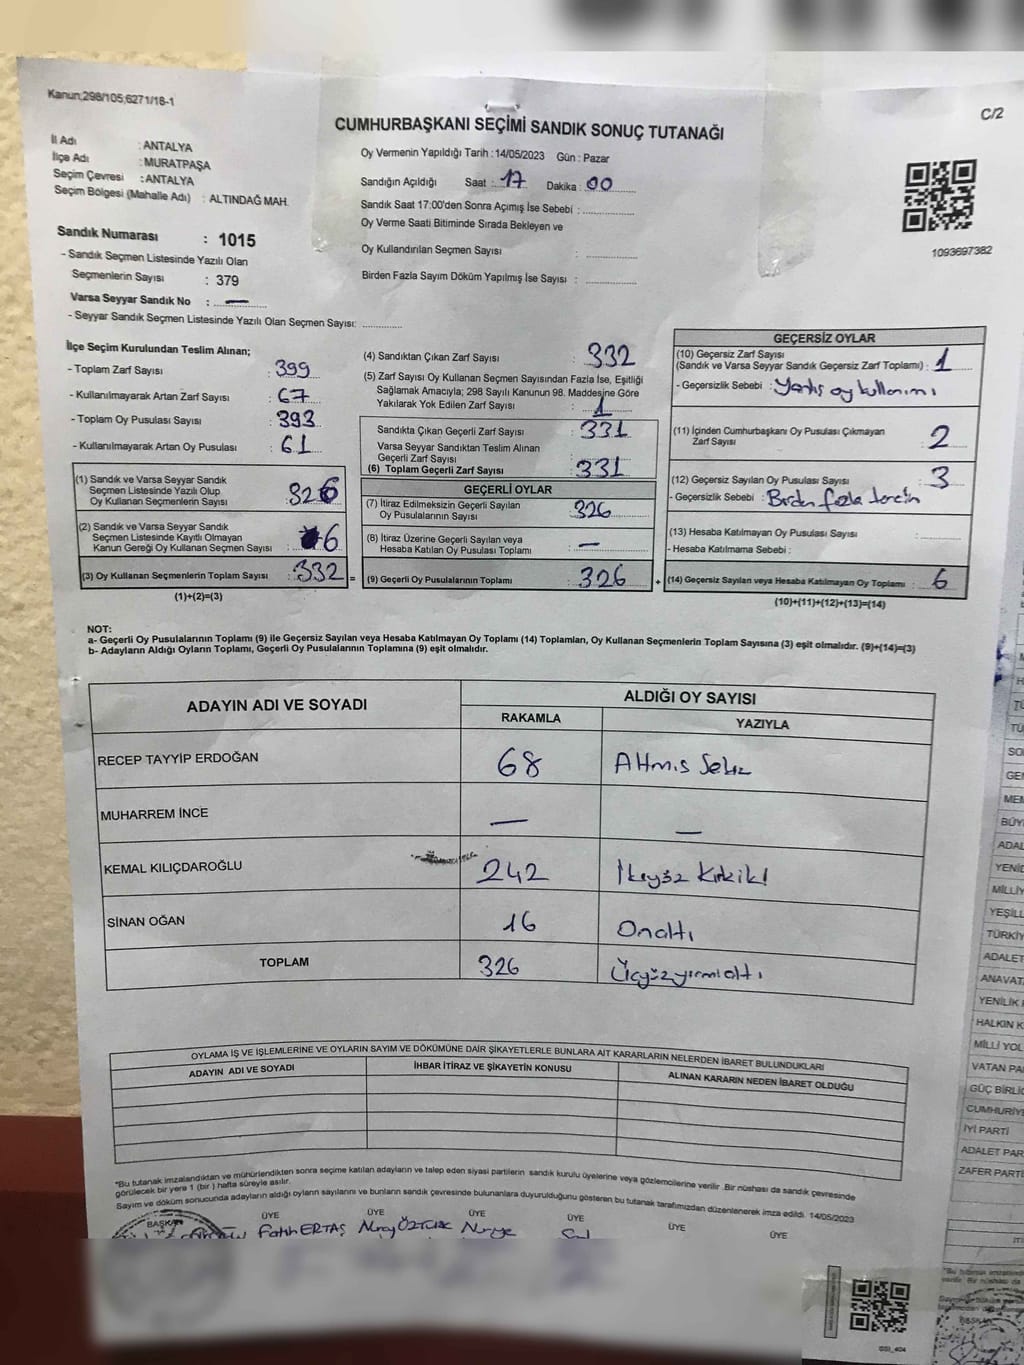 Kanun;298/105;6271/18-1
C/2
CUMHURBAŞKANI SEÇİMİ SANDIK SONUÇ TUTANAĞI
İl Adı : ANTALYA
İlçe Adı : MURATPAŞA
Seçim Çevresi : ANTALYA
Seçim Bölgesi (Mahalle Adı) : ALTINDAĞ MAH.
Sandık Numarası : 1015
- Sandık Seçmen Listesinde Yazılı Olan
Seçmenlerin Sayısı : 379
Varsa Seyyar Sandık No : —
- Seyyar Sandık Seçmen Listesinde Yazılı Olan Seçmen Sayısı: ............
Oy Vermenin Yapıldığı Tarih : 14/05/2023 Gün : Pazar
Sandığın Açıldığı Saat : 17 Dakika : 00
Sandık Saat 17:00'den Sonra Açımış İse Sebebi : ................
Oy Verme Saati Bitiminde Sırada Bekleyen ve
Oy Kullandırılan Seçmen Sayısı : ................
Birden Fazla Sayım Döküm Yapılmış İse Sayısı : ................
1093697382
İlçe Seçim Kurulundan Teslim Alınan;
- Toplam Zarf Sayısı : 399
- Kullanılmayarak Artan Zarf Sayısı : 67
- Toplam Oy Pusulası Sayısı : 393
- Kullanılmayarak Artan Oy Pusulası : 61
(1) Sandık ve Varsa Seyyar Sandık
Seçmen Listesinde Yazılı Olup
Oy Kullanan Seçmenlerin Sayısı : 326
(2) Sandık ve Varsa Seyyar Sandık
Seçmen Listesinde Kayıtlı Olmayan
Kanun Gereği Oy Kullanan Seçmen Sayısı : 6
(3) Oy Kullanan Seçmenlerin Toplam Sayısı : 332 =
(1)+(2)=(3)
(4) Sandıktan Çıkan Zarf Sayısı : 332
(5) Zarf Sayısı Oy Kullanan Seçmen Sayısından Fazla İse, Eşitliği
Sağlamak Amacıyla; 298 Sayılı Kanunun 98. Maddesine Göre
Yakılarak Yok Edilen Zarf Sayısı : 1
Sandıkta Çıkan Geçerli Zarf Sayısı : 331
Varsa Seyyar Sandıktan Teslim Alınan
Geçerli Zarf Sayısı :
(6) Toplam Geçerli Zarf Sayısı : 331
GEÇERLİ OYLAR
(7) İtiraz Edilmeksizin Geçerli Sayılan
Oy Pusulalarının Sayısı : 326
(8) İtiraz Üzerine Geçerli Sayılan veya
Hesaba Katılan Oy Pusulası Toplamı : —
(9) Geçerli Oy Pusulalarının Toplamı : 326 +
GEÇERSİZ OYLAR
(10) Geçersiz Zarf Sayısı
(Sandık ve Varsa Seyyar Sandık Geçersiz Zarf Toplamı) : 1
- Geçersizlik Sebebi : Yanlış oy kullanımı
(11) İçinden Cumhurbaşkanı Oy Pusulası Çıkmayan
Zarf Sayısı : 2
(12) Geçersiz Sayılan Oy Pusulası Sayısı : 3
- Geçersizlik Sebebi : Birden fazla tercih
(13) Hesaba Katılmayan Oy Pusulası Sayısı : ............
- Hesaba Katılmama Sebebi :
(14) Geçersiz Sayılan veya Hesaba Katılmayan Oy Toplamı : 6
(10)+(11)+(12)+(13)=(14)
NOT:
a- Geçerli Oy Pusulalarının Toplamı (9) ile Geçersiz Sayılan veya Hesaba Katılmayan Oy Toplamı (14) Toplamları, Oy Kullanan Seçmenlerin Toplam Sayısına (3) eşit olmalıdır. (9)+(14)=(3)
b- Adayların Aldığı Oyların Toplamı, Geçerli Oy Pusulalarının Toplamına (9) eşit olmalıdır.
ADAYIN ADI VE SOYADI ALDIĞI OY SAYISI
RAKAMLA YAZIYLA
RECEP TAYYİP ERDOĞAN 68 Altmıs Sekiz
MUHARREM İNCE — —
KEMAL KILIÇDAROĞLU 242 İkiyüz Kırkiki
SİNAN OĞAN 16 Onaltı
TOPLAM 326 Üçyüzyirmialtı
OYLAMA İŞ VE İŞLEMLERİNE VE OYLARIN SAYIM VE DÖKÜMÜNE DAİR ŞİKAYETLERLE BUNLARA AİT KARARLARIN NELERDEN İBARET BULUNDUKLARI
ADAYIN ADI VE SOYADI İHBAR İTİRAZ VE ŞİKAYETİN KONUSU ALINAN KARARIN NEDEN İBARET OLDUĞU
*Bu tutanak imzalandıktan ve mühürlendikten sonra seçime katılan adayların ve talep eden siyasi partilerin sandık kurulu üyelerine veya gözlemcilerine verilir .Bir nüshası da sandık çevresinde
görülecek bir yere 1 (bir ) hafta süreyle asılır.
Sayım ve döküm sonucunda adayların aldığı oyların sayılarını ve bunların sandık çevresinde bulunanlara duyurulduğunu gösteren bu tutanak tarafımızdan düzenlenerek imza edildi. 14/05/2023
BAŞKAN ÜYE ÜYE ÜYE ÜYE ÜYE ÜYE
Fatih ERTAŞ Nuray ÖZTÜRK
YENİLİK
HALKIN K
MİLLİ YOL
VATAN PA
GÜÇ BİRLİĞ
CUMHURİYE
İYİ PARTİ
ADALET PAR
ZAFER PARTİ